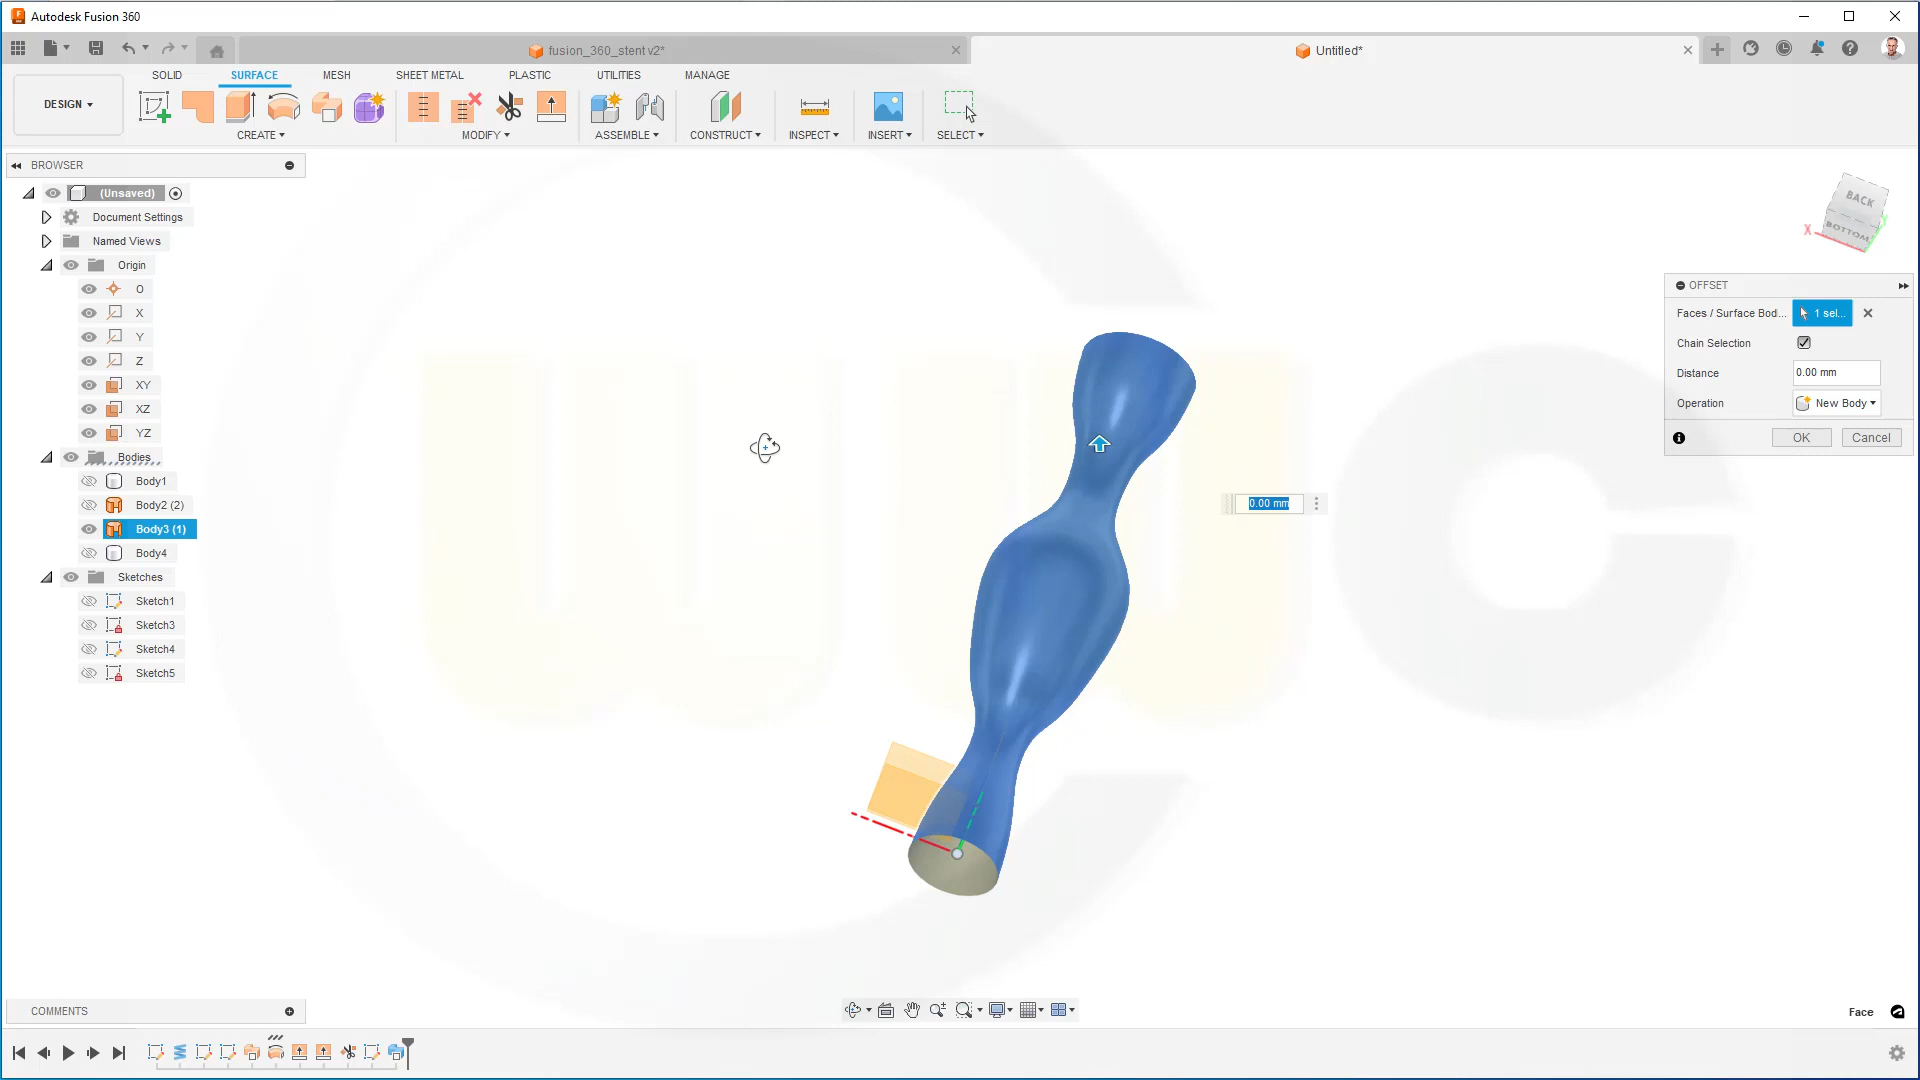 Autodesk Fusion 360
fusion_360_stent v2*
Untitled*
SOLID
SURFACE
MESH
SHEET METAL
PLASTIC
UTILITIES
MANAGE
DESIGN
CREATE
MODIFY
ASSEMBLE
CONSTRUCT
INSPECT
INSERT
SELECT
BROWSER
(Unsaved)
Document Settings
Named Views
Origin
O
X
Y
Z
XY
XZ
YZ
Bodies
Body1
Body2 (2)
Body3 (1)
Body4
Sketches
Sketch1
Sketch3
Sketch4
Sketch5
BACK
BOTTOM
X
Y
OFFSET
Faces / Surface Bod...
1 sel...
Chain Selection
Distance
0.00 mm
Operation
New Body
OK
Cancel
0.00 mm
COMMENTS
Face